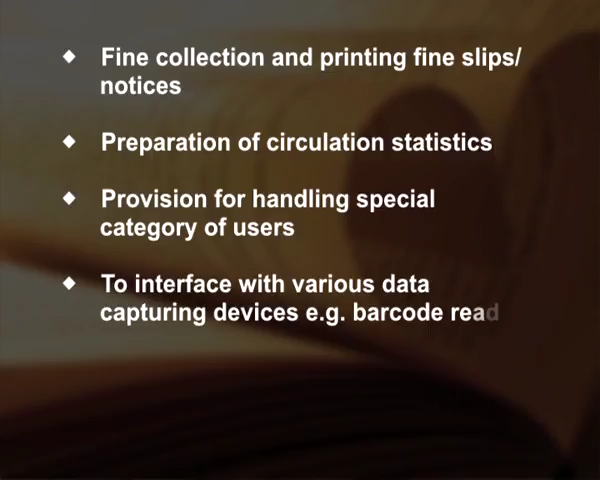 ◆ Fine collection and printing fine slips/
notices
◆ Preparation of circulation statistics
◆ Provision for handling special
category of users
◆ To interface with various data
capturing devices e.g. barcode read